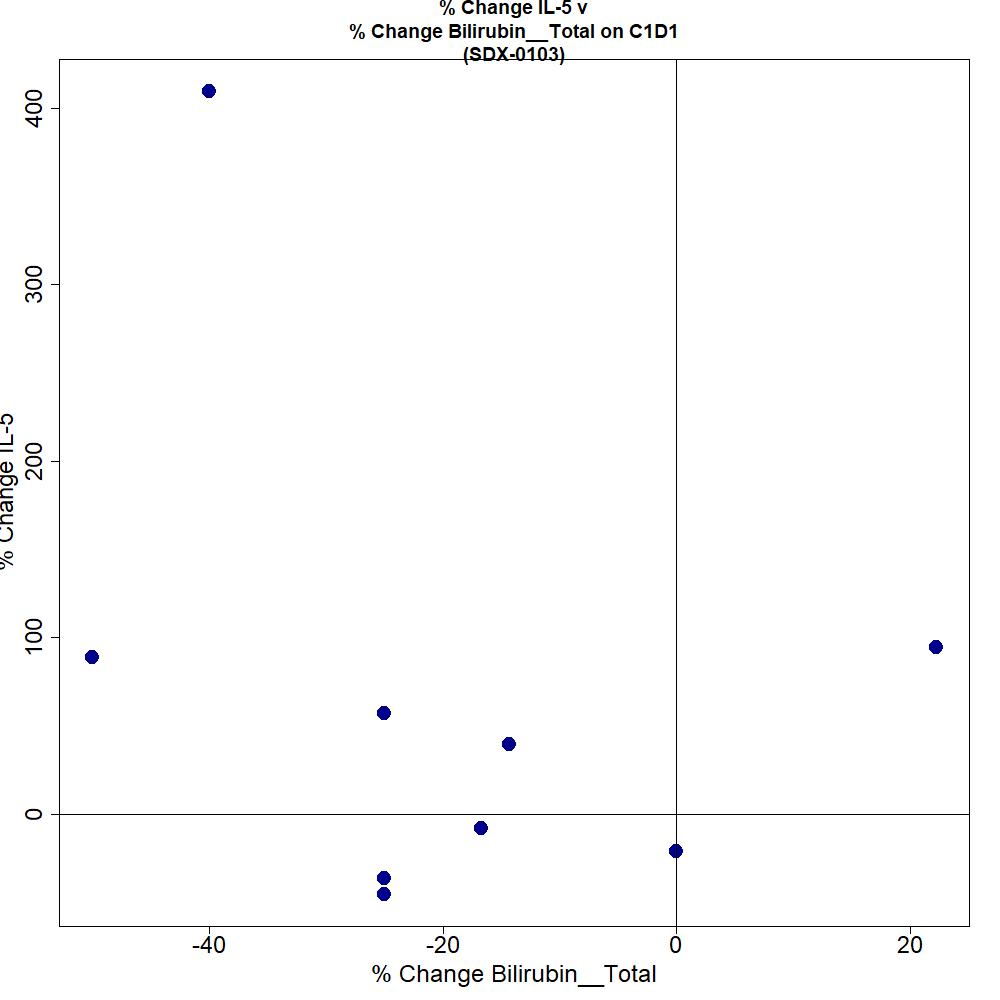 % Change IL-5 v
% Change Bilirubin__Total on C1D1
(SDX-0103)
% Change IL-5
400
300
200
100
0
-40
-20
0
20
% Change Bilirubin__Total